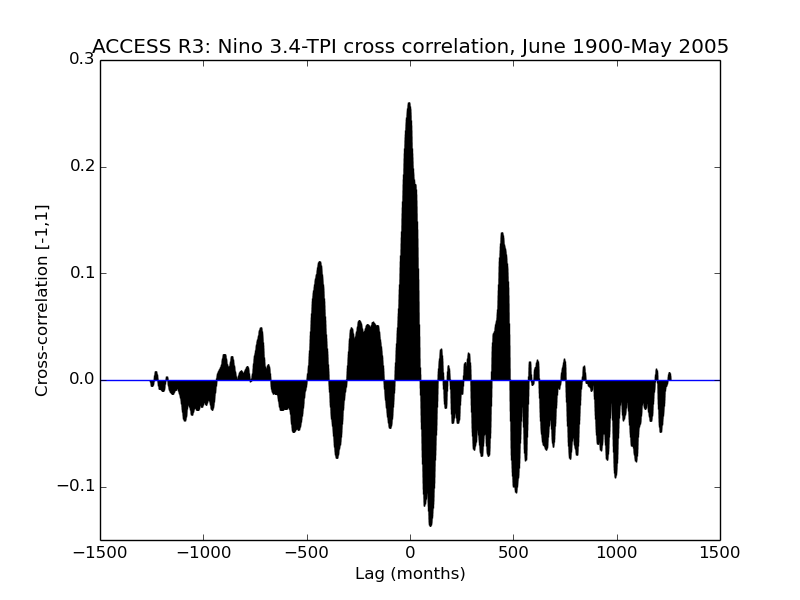 ACCESS R3: Nino 3.4-TPI cross correlation, June 1900-May 2005
0.3
0.2
0.1
0.0
−0.1
Cross-correlation [-1,1]
−1500 −1000 −500 0 500 1000 1500
Lag (months)